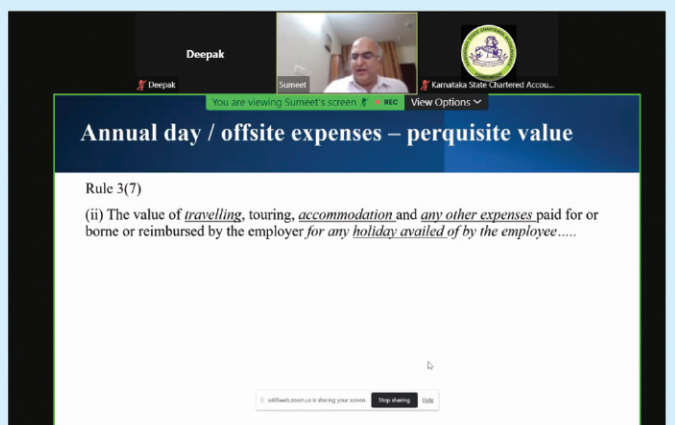 Deepak
Deepak
Sumeet
Karnataka State Chartered Accou...
You are viewing Sumeet's screen
REC
View Options
Annual day / offsite expenses – perquisite value
Rule 3(7)
(ii) The value of travelling, touring, accommodation and any other expenses paid for or
borne or reimbursed by the employer for any holiday availed of by the employee.....
is sharing your screen.
Stop sharing
Hide